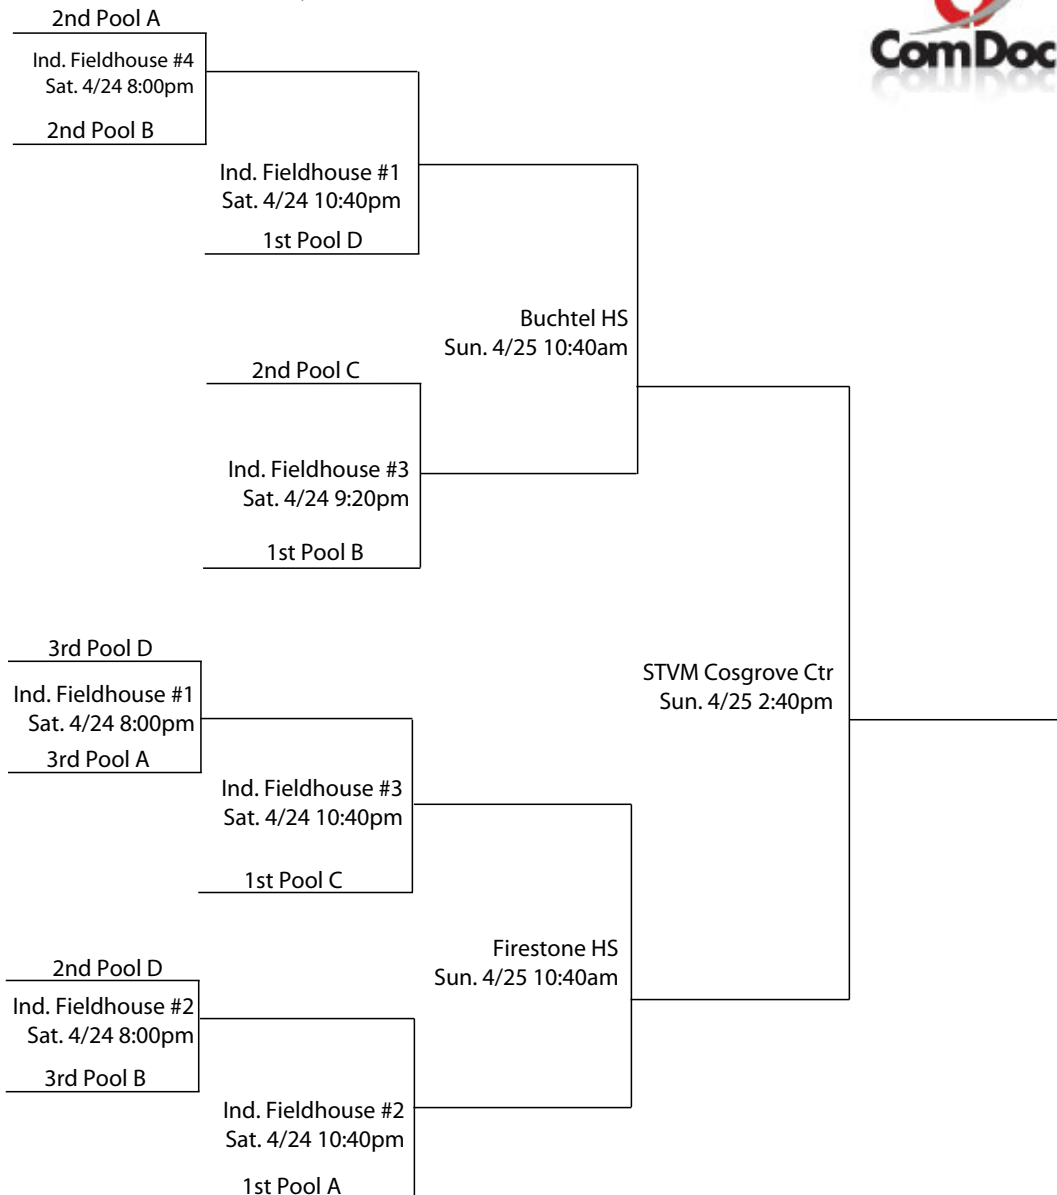 ComDoc
2nd Pool A
Ind. Fieldhouse #4
Sat. 4/24 8:00pm
2nd Pool B
Ind. Fieldhouse #1
Sat. 4/24 10:40pm
1st Pool D
Buchtel HS
Sun. 4/25 10:40am
2nd Pool C
Ind. Fieldhouse #3
Sat. 4/24 9:20pm
1st Pool B
STVM Cosgrove Ctr
Sun. 4/25 2:40pm
3rd Pool D
Ind. Fieldhouse #1
Sat. 4/24 8:00pm
3rd Pool A
Ind. Fieldhouse #3
Sat. 4/24 10:40pm
1st Pool C
Firestone HS
Sun. 4/25 10:40am
2nd Pool D
Ind. Fieldhouse #2
Sat. 4/24 8:00pm
3rd Pool B
Ind. Fieldhouse #2
Sat. 4/24 10:40pm
1st Pool A